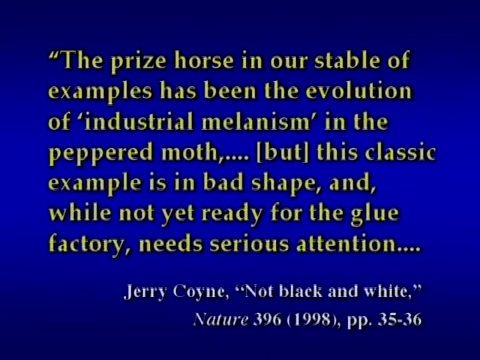 “The prize horse in our stable of
examples has been the evolution
of ‘industrial melanism’ in the
peppered moth,.... [but] this classic
example is in bad shape, and,
while not yet ready for the glue
factory, needs serious attention....
Jerry Coyne, “Not black and white,”
Nature 396 (1998), pp. 35-36